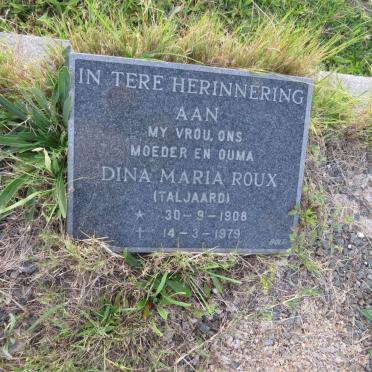 IN TERE HERINNERING
AAN
MY VROU, ONS
MOEDER EN OUMA
DINA MARIA ROUX
(TALJAARD)
* 30-9-1908
+ 14-3-1979